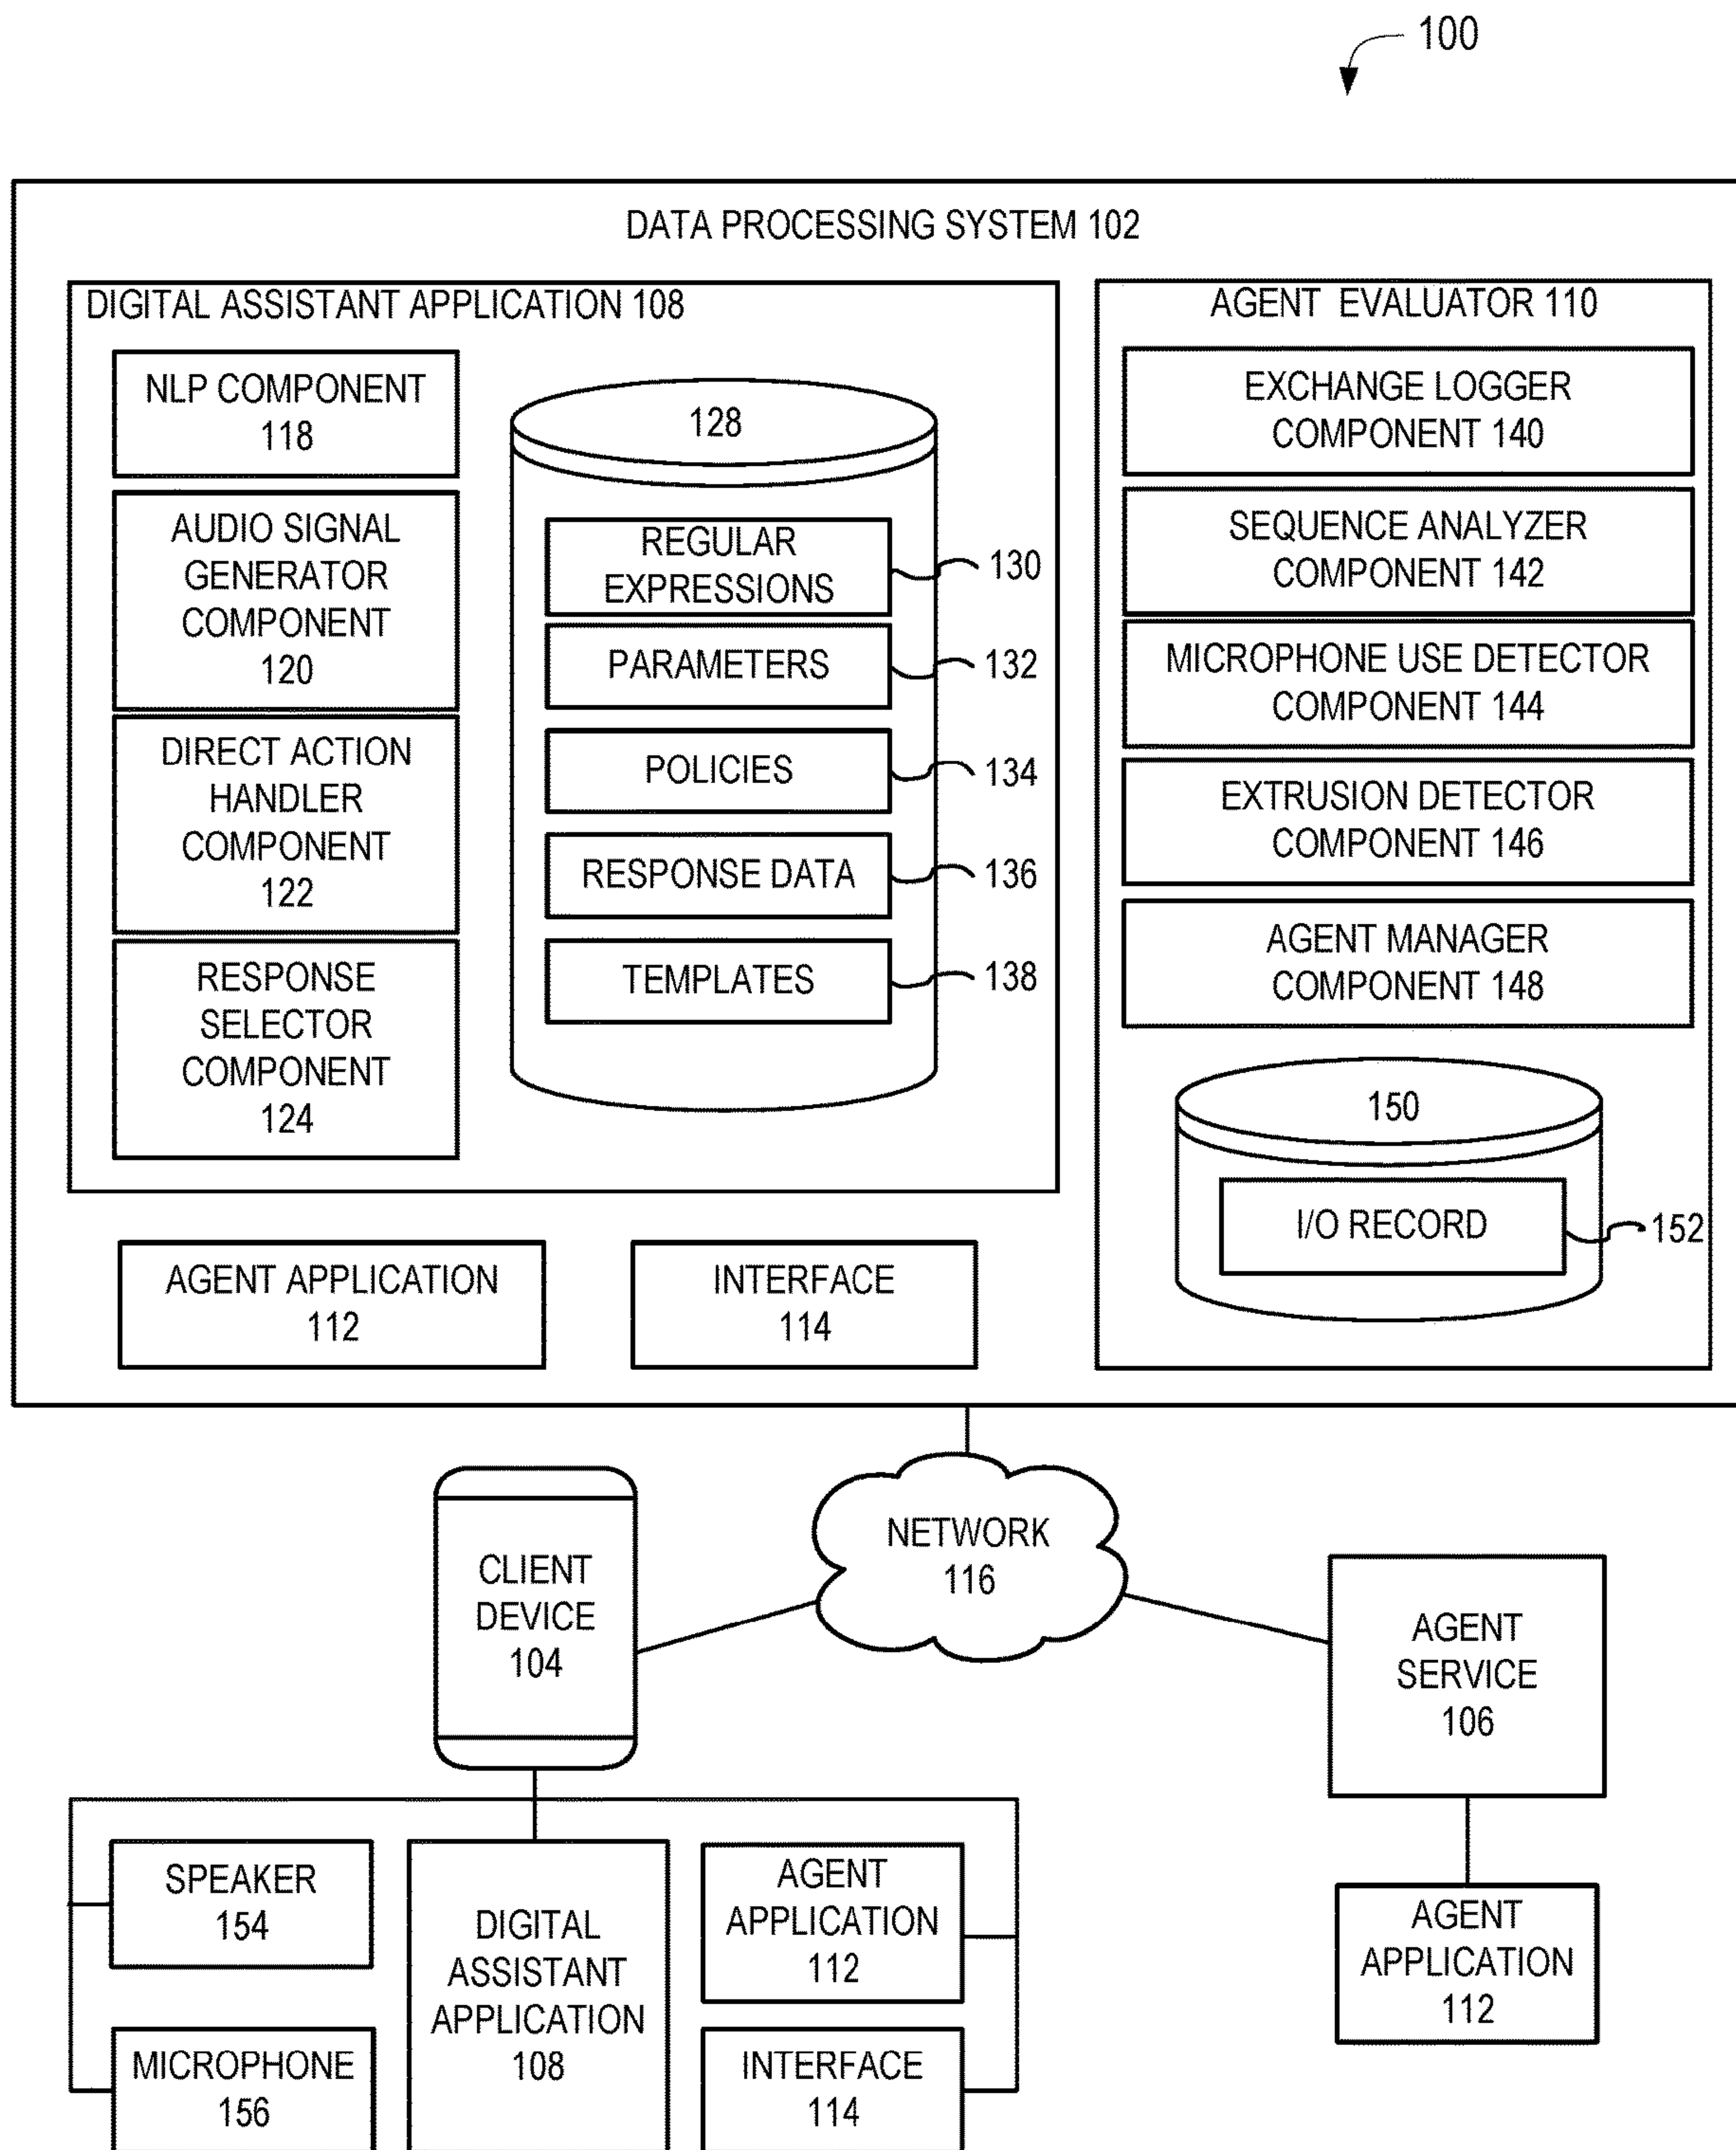 100
DATA PROCESSING SYSTEM 102
DIGITAL ASSISTANT APPLICATION 108
NLP COMPONENT
118
AUDIO SIGNAL
GENERATOR
COMPONENT
120
DIRECT ACTION
HANDLER
COMPONENT
122
RESPONSE
SELECTOR
COMPONENT
124
128
REGULAR
EXPRESSIONS
130
PARAMETERS
132
POLICIES
134
RESPONSE DATA
136
TEMPLATES
138
AGENT EVALUATOR 110
EXCHANGE LOGGER
COMPONENT 140
SEQUENCE ANALYZER
COMPONENT 142
MICROPHONE USE DETECTOR
COMPONENT 144
EXTRUSION DETECTOR
COMPONENT 146
AGENT MANAGER
COMPONENT 148
150
I/O RECORD
152
AGENT APPLICATION
112
INTERFACE
114
CLIENT
DEVICE
104
NETWORK
116
AGENT
SERVICE
106
SPEAKER
154
MICROPHONE
156
DIGITAL
ASSISTANT
APPLICATION
108
AGENT
APPLICATION
112
INTERFACE
114
AGENT
APPLICATION
112